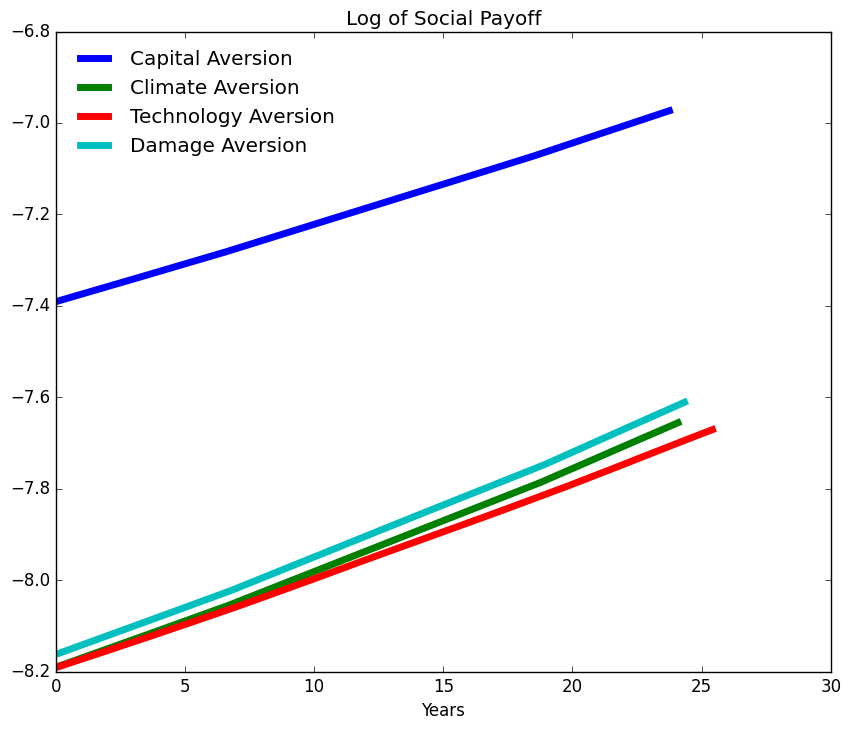 Log of Social Payoff
−6.8
−7.0
−7.2
−7.4
−7.6
−7.8
−8.0
−8.2
Capital Aversion
Climate Aversion
Technology Aversion
Damage Aversion
0 5 10 15 20 25 30
Years